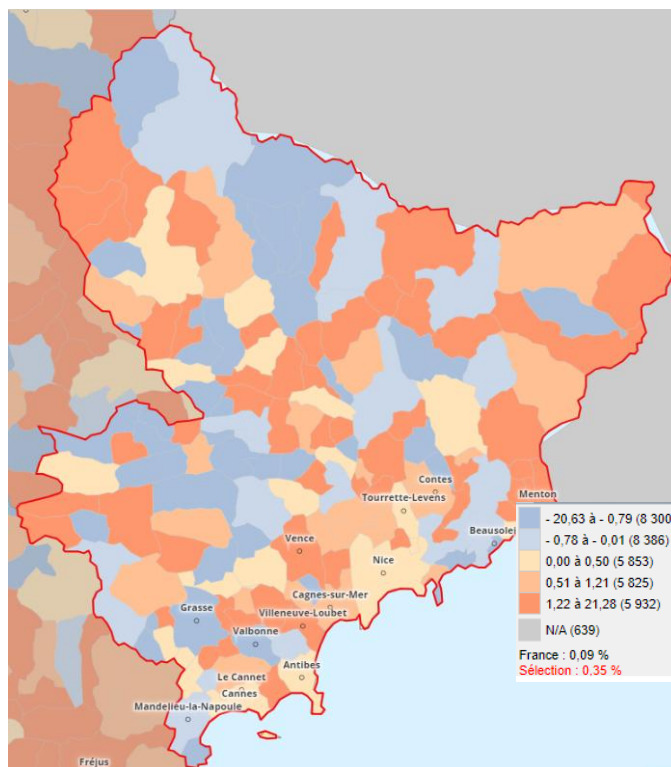 Contes
Tourrette-Levens
Menton
Beausolei
Vence
Nice
Cagnes-sur-Mer
Grasse
Villeneuve-Loubet
Valbonne
Antibes
Le Cannet
Cannes
Mandelieu-la-Napoule
Fréjus
- 20,63 à - 0,79 (8 300
- 0,78 à - 0,01 (8 386)
0,00 à 0,50 (5 853)
0,51 à 1,21 (5 825)
1,22 à 21,28 (5 932)
N/A (639)
France : 0,09 %
Sélection : 0,35 %